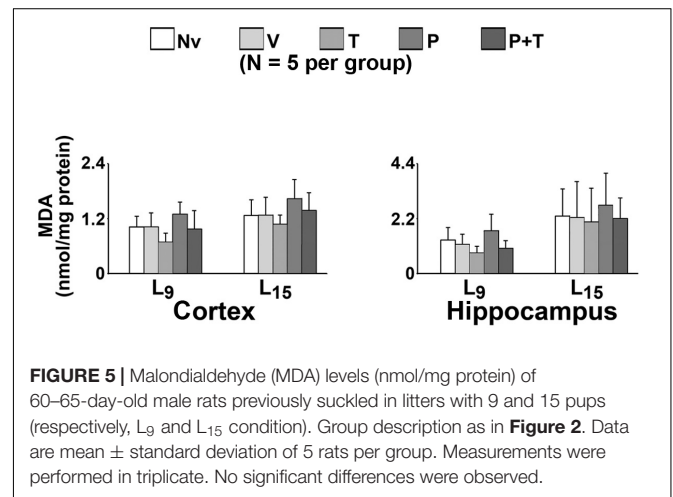 Nv V T P P+T
(N = 5 per group)
MDA
(nmol/mg protein)
2.4
1.2
0
L9 L15
Cortex
4.4
2.2
0
L9 L15
Hippocampus
FIGURE 5 | Malondialdehyde (MDA) levels (nmol/mg protein) of
60–65-day-old male rats previously suckled in litters with 9 and 15 pups
(respectively, L9 and L15 condition). Group description as in Figure 2. Data
are mean ± standard deviation of 5 rats per group. Measurements were
performed in triplicate. No significant differences were observed.